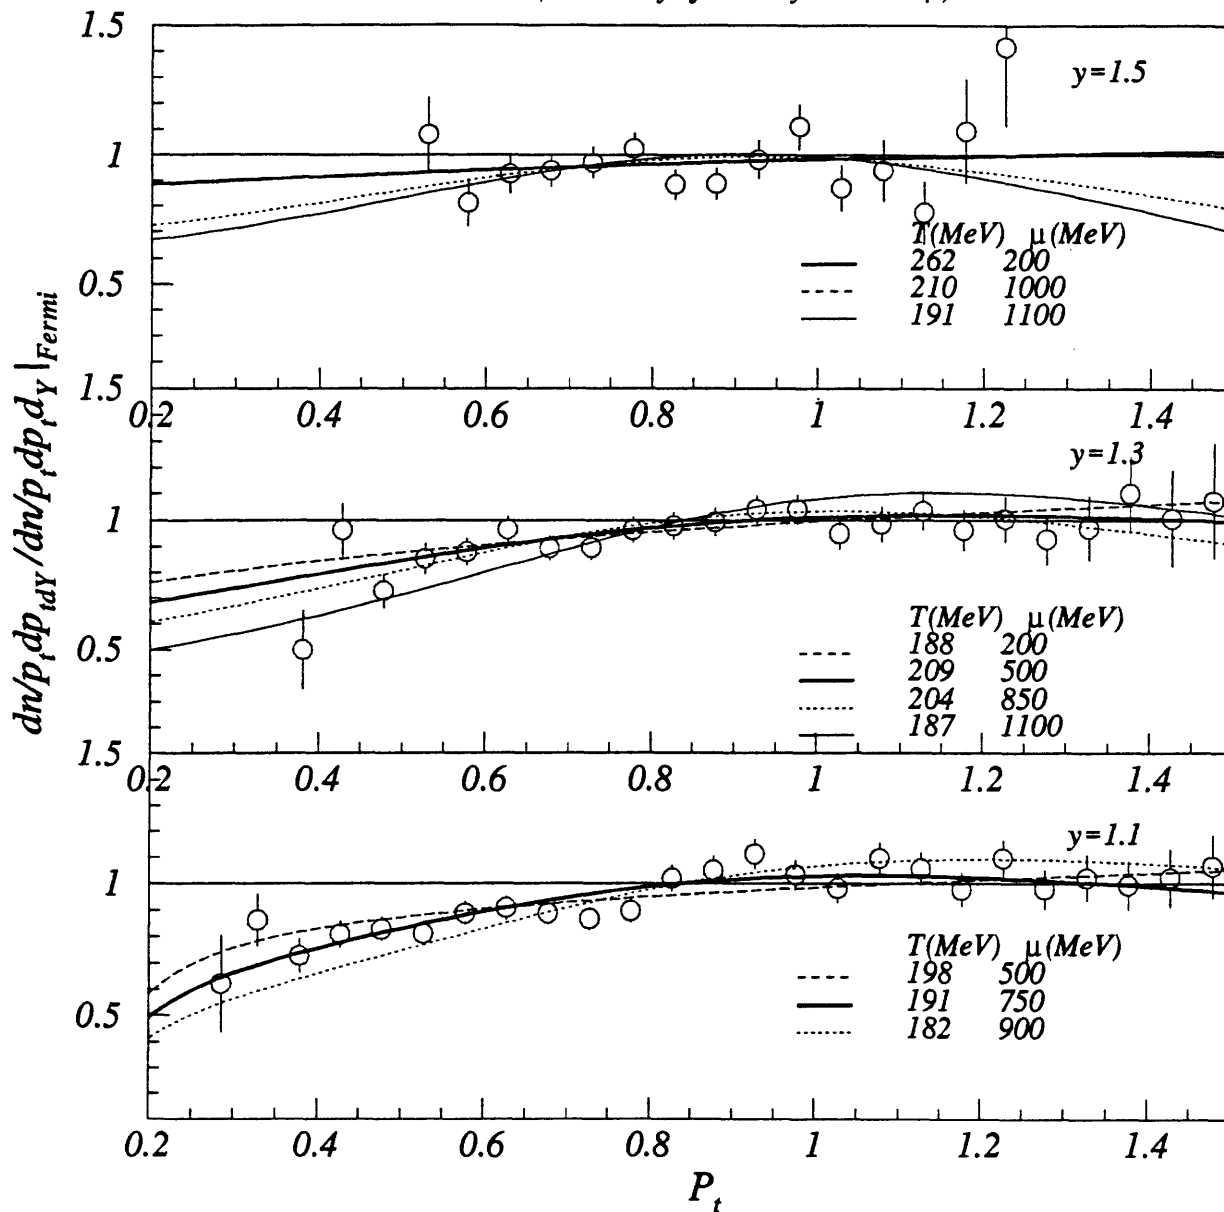 dn/p_t dp_{tdY}/dn/p_t dp_t d_Y |_{Fermi}
1.5
y=1.5
1
0.5
T(MeV) μ(MeV)
262 200
210 1000
191 1100
0.2 0.4 0.6 0.8 1 1.2 1.4
1.5
y=1.3
1
0.5
T(MeV) μ(MeV)
188 200
209 500
204 850
187 1100
0.2 0.4 0.6 0.8 1 1.2 1.4
1.5
y=1.1
1
0.5
T(MeV) μ(MeV)
198 500
191 750
182 900
0.2 0.4 0.6 0.8 1 1.2 1.4
P_t